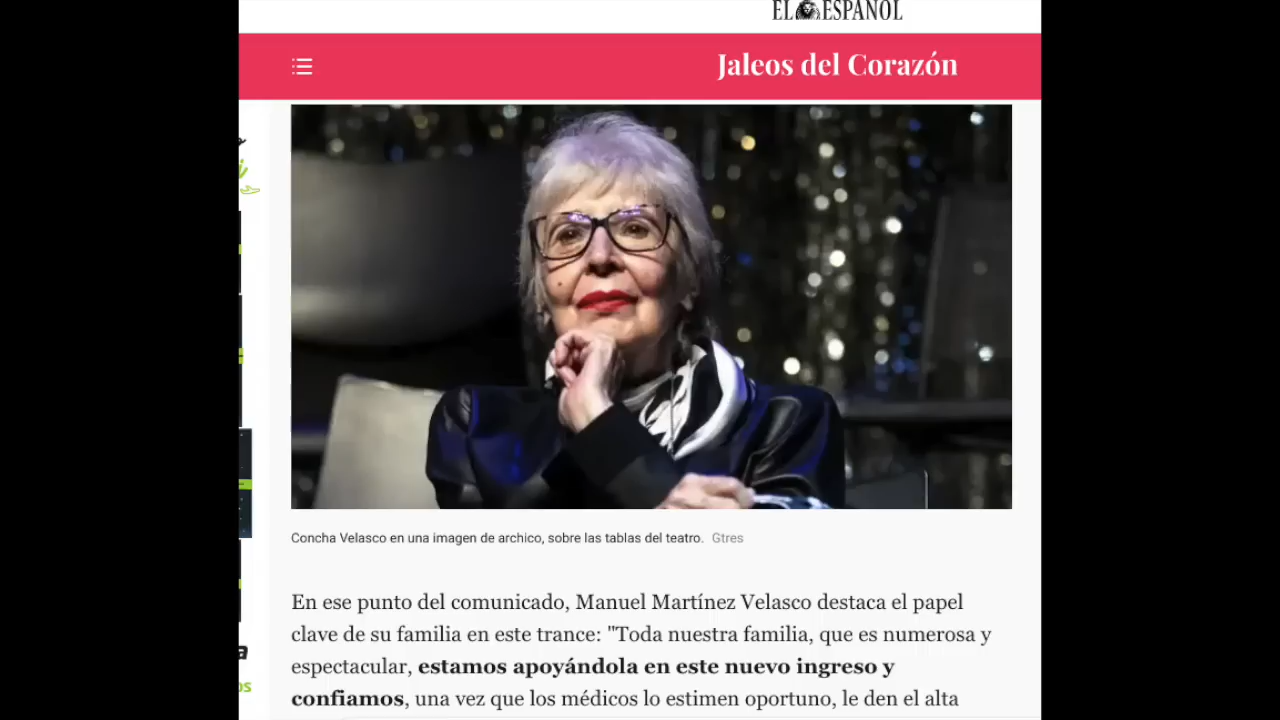 EL ESPAÑOL
Jaleos del Corazón
Concha Velasco en una imagen de archico, sobre las tablas del teatro. Gtres
En ese punto del comunicado, Manuel Martínez Velasco destaca el papel
clave de su familia en este trance: "Toda nuestra familia, que es numerosa y
espectacular, estamos apoyándola en este nuevo ingreso y
confiamos, una vez que los médicos lo estimen oportuno, le den el alta